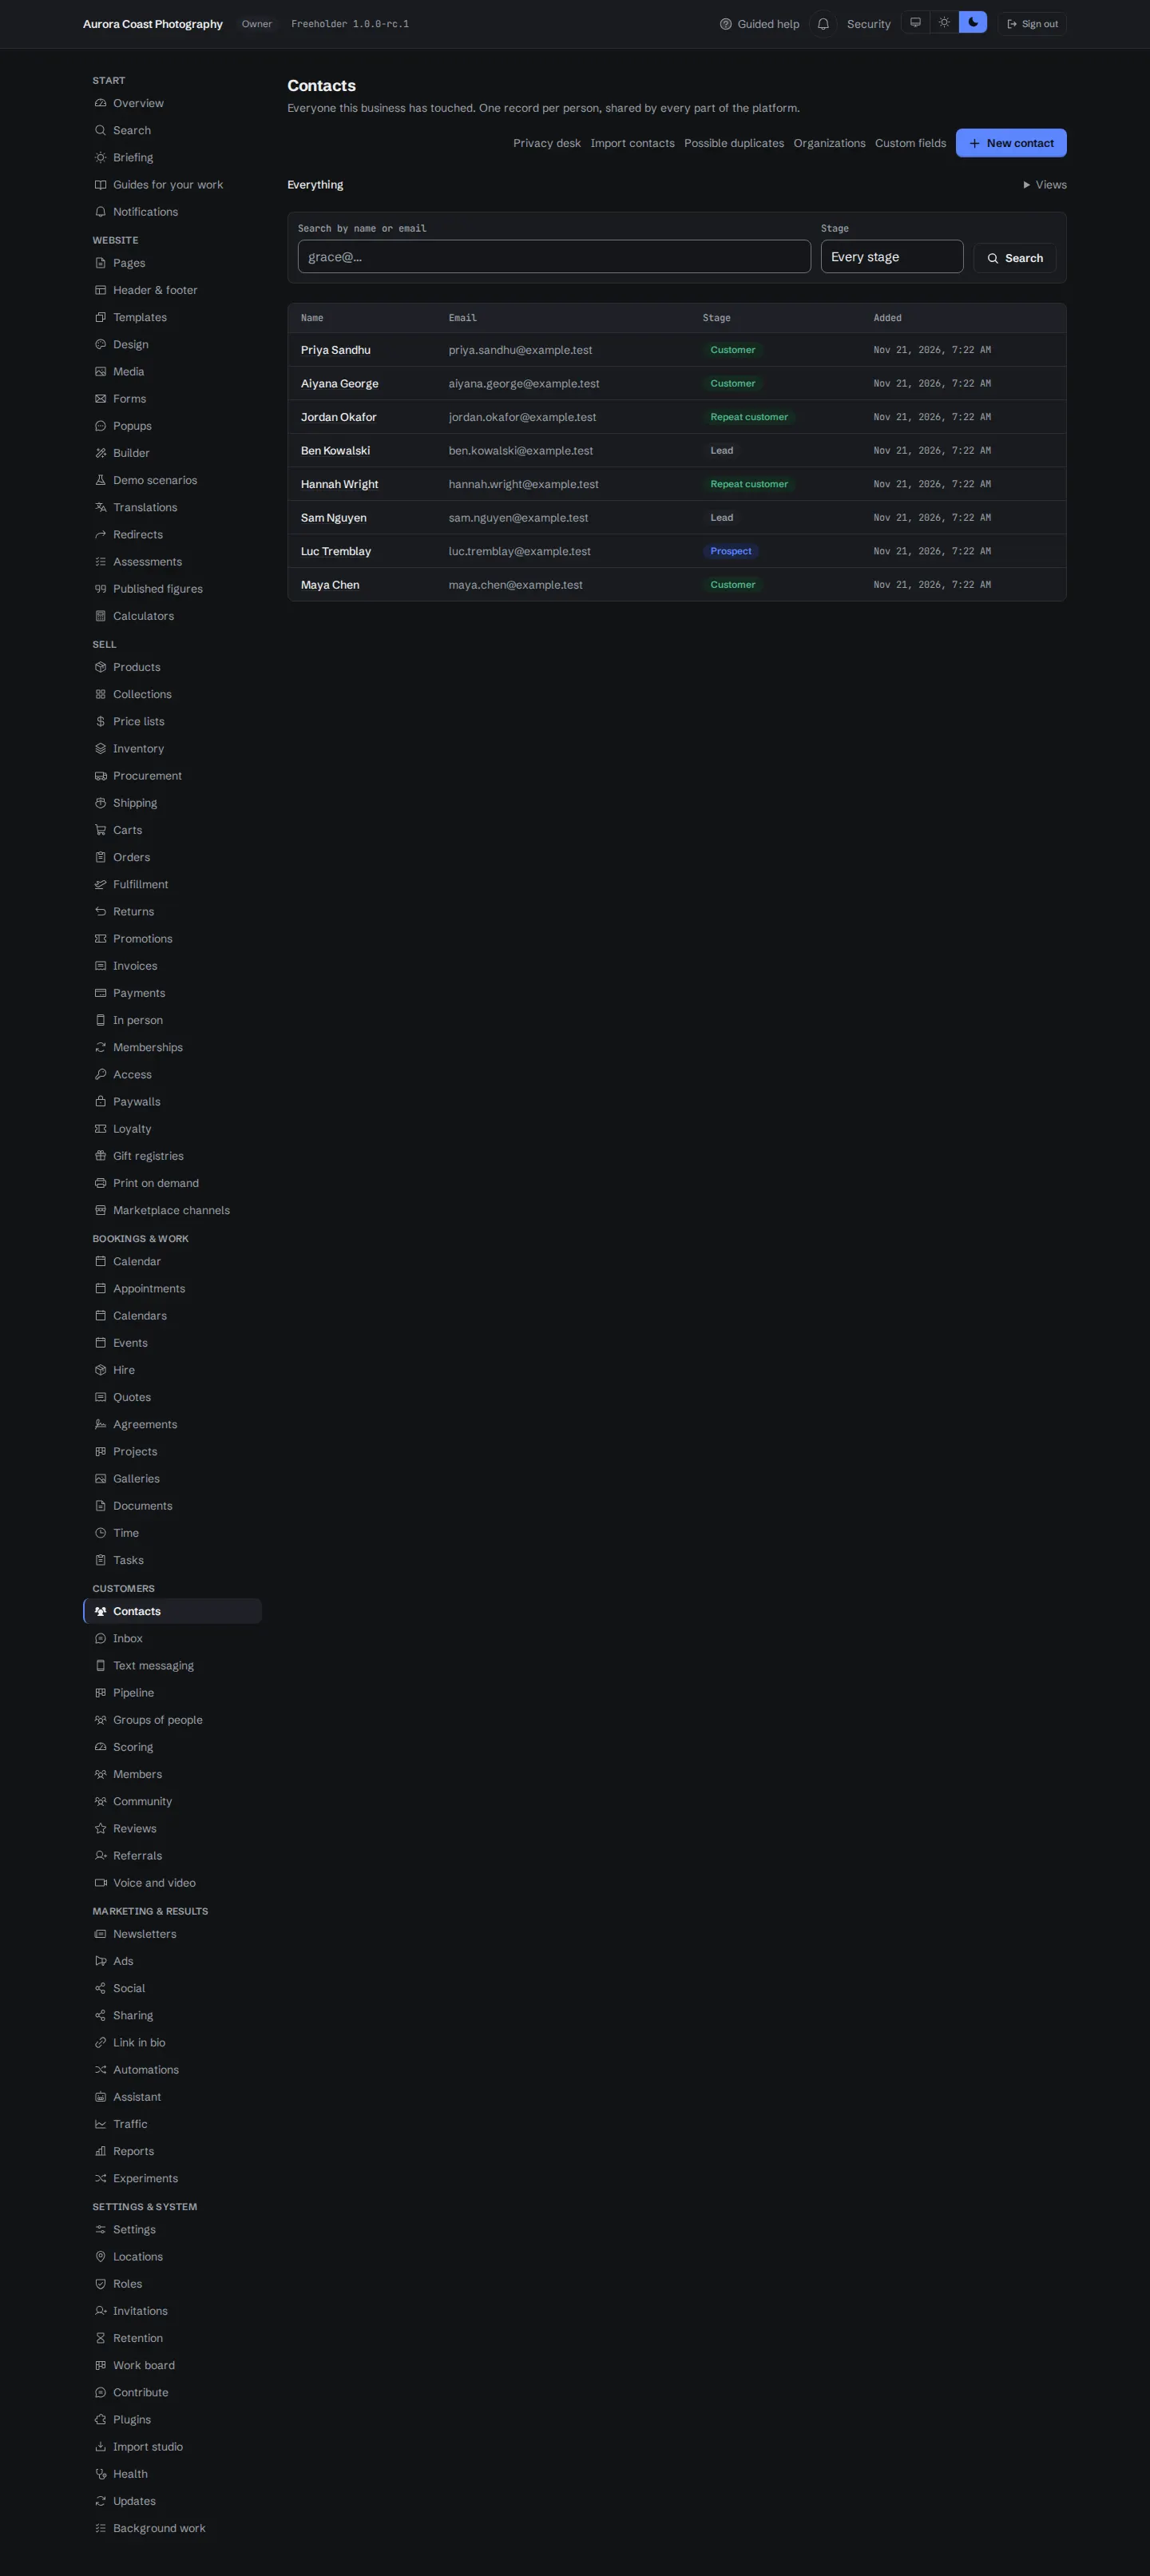 Aurora Coast Photography Owner Freeholder 1.0.0-rc.1 Guided help Security Sign out
START
Overview
Search
Briefing
Guides for your work
Notifications
WEBSITE
Pages
Header & footer
Templates
Design
Media
Forms
Popups
Builder
Demo scenarios
Translations
Redirects
Assessments
Published figures
Calculators
SELL
Products
Collections
Price lists
Inventory
Procurement
Shipping
Carts
Orders
Fulfillment
Returns
Promotions
Invoices
Payments
In person
Memberships
Access
Paywalls
Loyalty
Gift registries
Print on demand
Marketplace channels
BOOKINGS & WORK
Calendar
Appointments
Calendars
Events
Hire
Quotes
Agreements
Projects
Galleries
Documents
Time
Tasks
CUSTOMERS
Contacts
Inbox
Text messaging
Pipeline
Groups of people
Scoring
Members
Community
Reviews
Referrals
Voice and video
MARKETING & RESULTS
Newsletters
Ads
Social
Sharing
Link in bio
Automations
Assistant
Traffic
Reports
Experiments
SETTINGS & SYSTEM
Settings
Locations
Roles
Invitations
Retention
Work board
Contribute
Plugins
Import studio
Health
Updates
Background work
Contacts
Everyone this business has touched. One record per person, shared by every part of the platform.
Privacy desk Import contacts Possible duplicates Organizations Custom fields New contact
Everything Views
Search by name or email Stage
grace@… Every stage Search
Name Email Stage Added
Priya Sandhu priya.sandhu@example.test Customer Nov 21, 2026, 7:22 AM
Aiyana George aiyana.george@example.test Customer Nov 21, 2026, 7:22 AM
Jordan Okafor jordan.okafor@example.test Repeat customer Nov 21, 2026, 7:22 AM
Ben Kowalski ben.kowalski@example.test Lead Nov 21, 2026, 7:22 AM
Hannah Wright hannah.wright@example.test Repeat customer Nov 21, 2026, 7:22 AM
Sam Nguyen sam.nguyen@example.test Lead Nov 21, 2026, 7:22 AM
Luc Tremblay luc.tremblay@example.test Prospect Nov 21, 2026, 7:22 AM
Maya Chen maya.chen@example.test Customer Nov 21, 2026, 7:22 AM